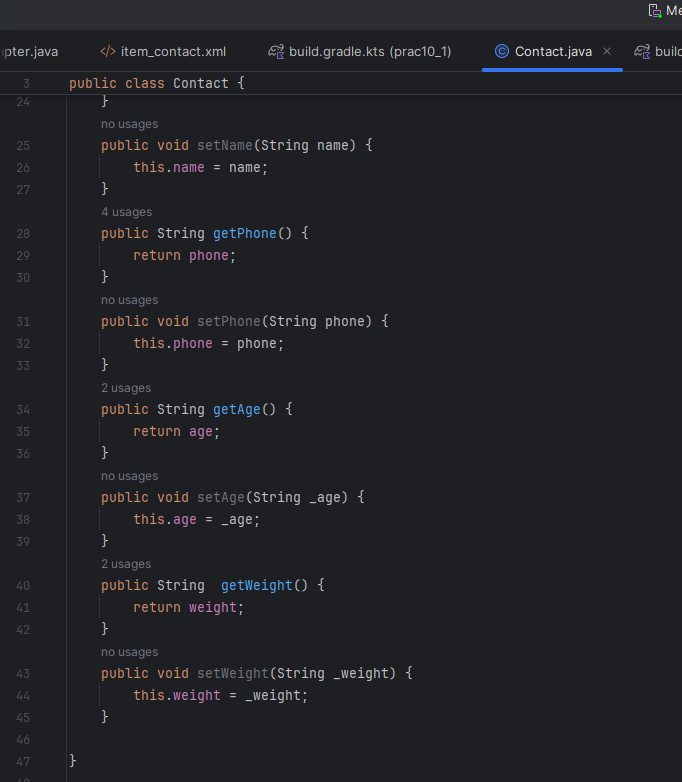 Me
pter.java </> item_contact.xml build.gradle.kts (prac10_1) C Contact.java × build
3 public class Contact {
24 }
no usages
25 public void setName(String name) {
26 this.name = name;
27 }
4 usages
28 public String getPhone() {
29 return phone;
30 }
no usages
31 public void setPhone(String phone) {
32 this.phone = phone;
33 }
2 usages
34 public String getAge() {
35 return age;
36 }
no usages
37 public void setAge(String _age) {
38 this.age = _age;
39 }
2 usages
40 public String  getWeight() {
41 return weight;
42 }
no usages
43 public void setWeight(String _weight) {
44 this.weight = _weight;
45 }
46
47 }